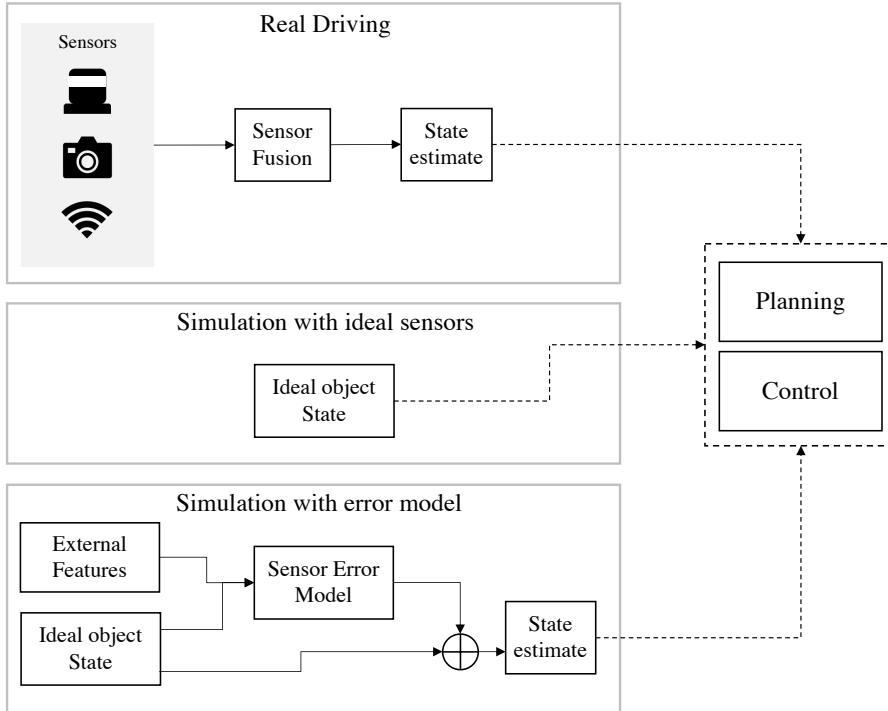 Real Driving
Sensors
Sensor
Fusion
State
estimate
Planning
Control
Simulation with ideal sensors
Ideal object
State
Simulation with error model
External
Features
Sensor Error
Model
Ideal object
State
State
estimate